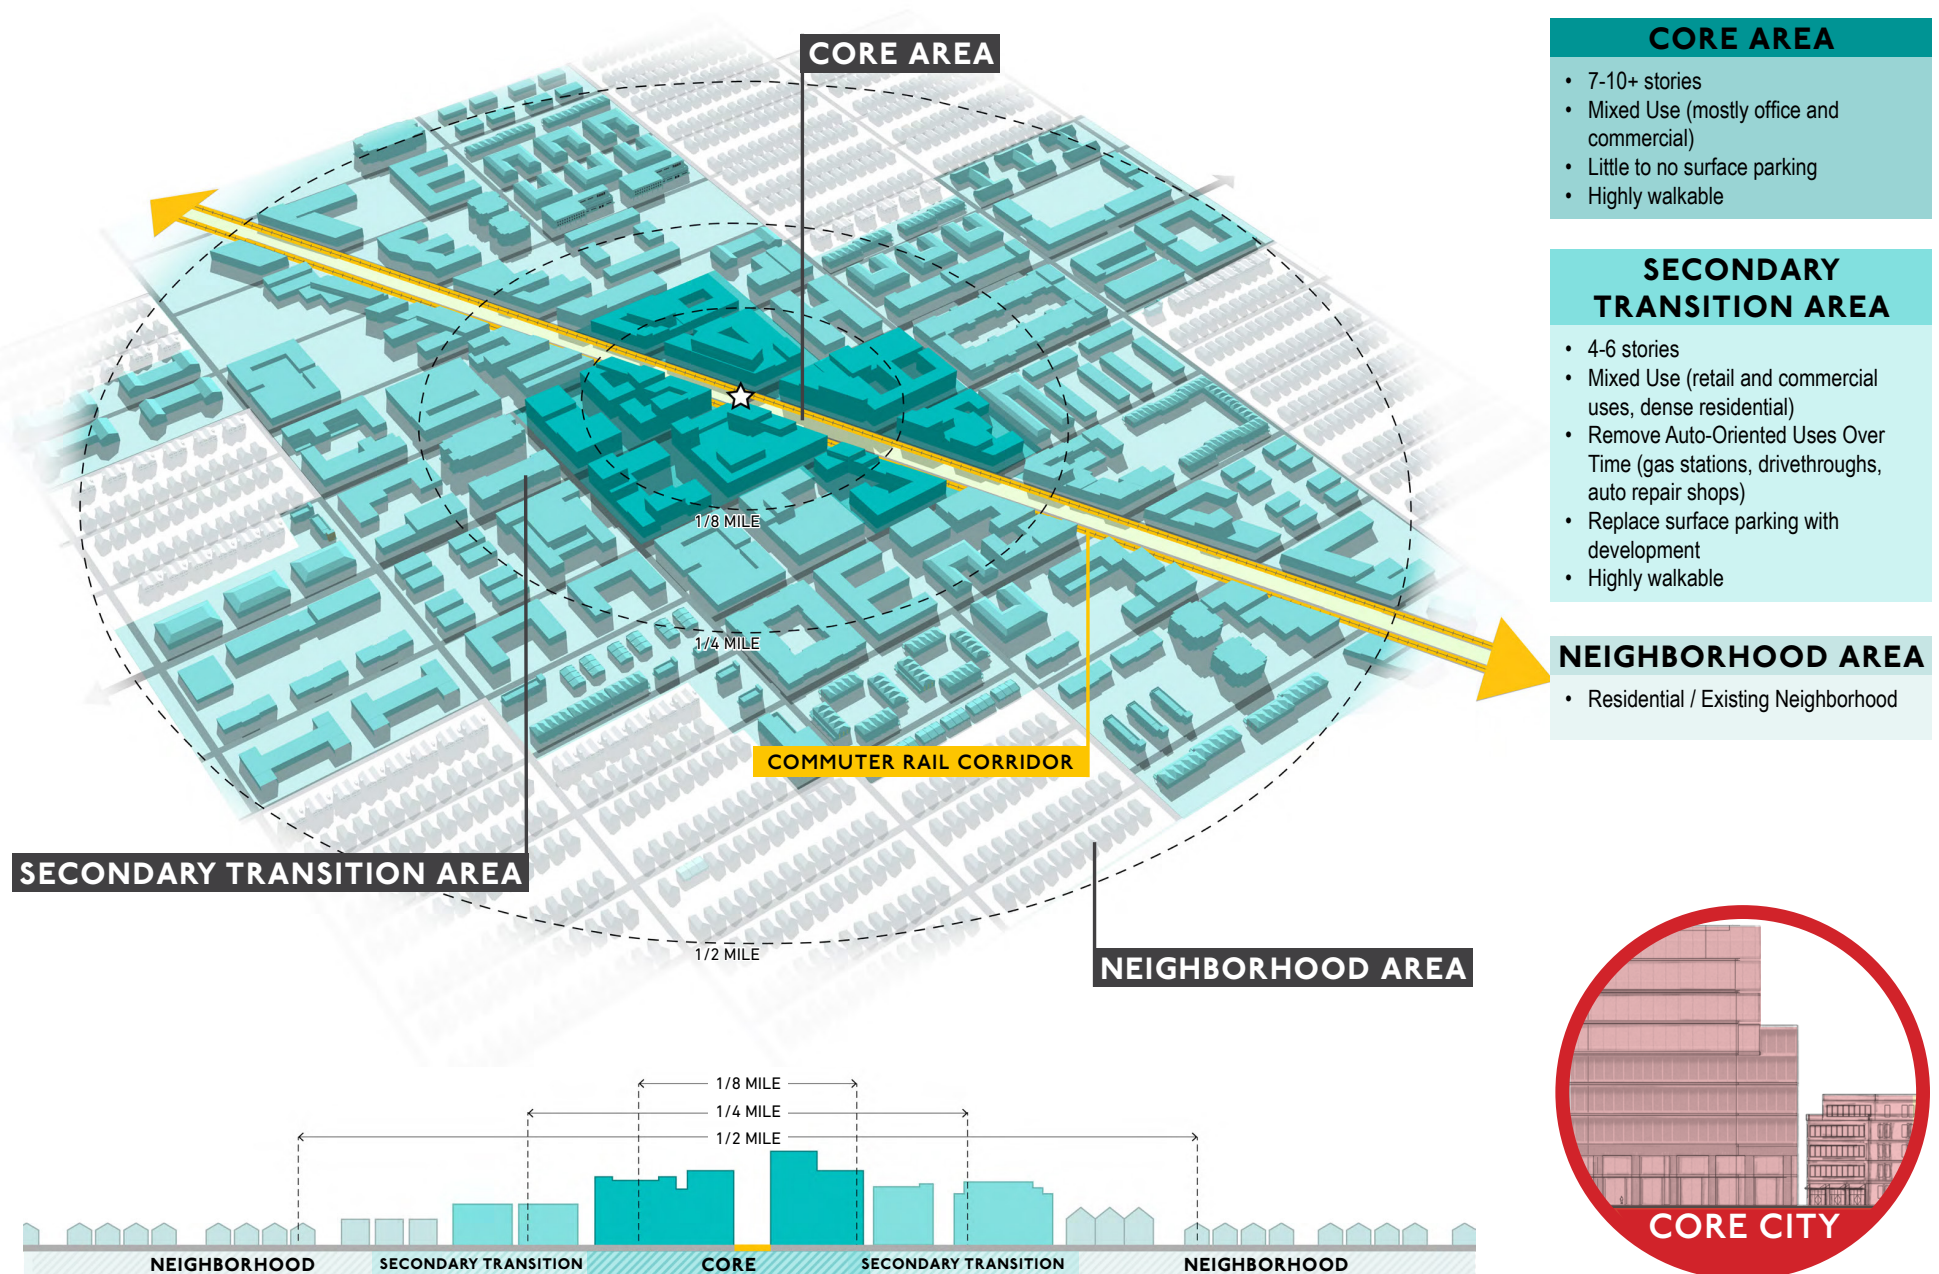 CORE AREA
1/8 MILE
1/4 MILE
COMMUTER RAIL CORRIDOR
SECONDARY TRANSITION AREA
1/2 MILE
NEIGHBORHOOD AREA
CORE AREA
• 7-10+ stories
• Mixed Use (mostly office and
commercial)
• Little to no surface parking
• Highly walkable
SECONDARY
TRANSITION AREA
• 4-6 stories
• Mixed Use (retail and commercial
uses, dense residential)
• Remove Auto-Oriented Uses Over
Time (gas stations, drivethroughs,
auto repair shops)
• Replace surface parking with
development
• Highly walkable
NEIGHBORHOOD AREA
• Residential / Existing Neighborhood
1/8 MILE
1/4 MILE
1/2 MILE
NEIGHBORHOOD SECONDARY TRANSITION CORE SECONDARY TRANSITION NEIGHBORHOOD
CORE CITY